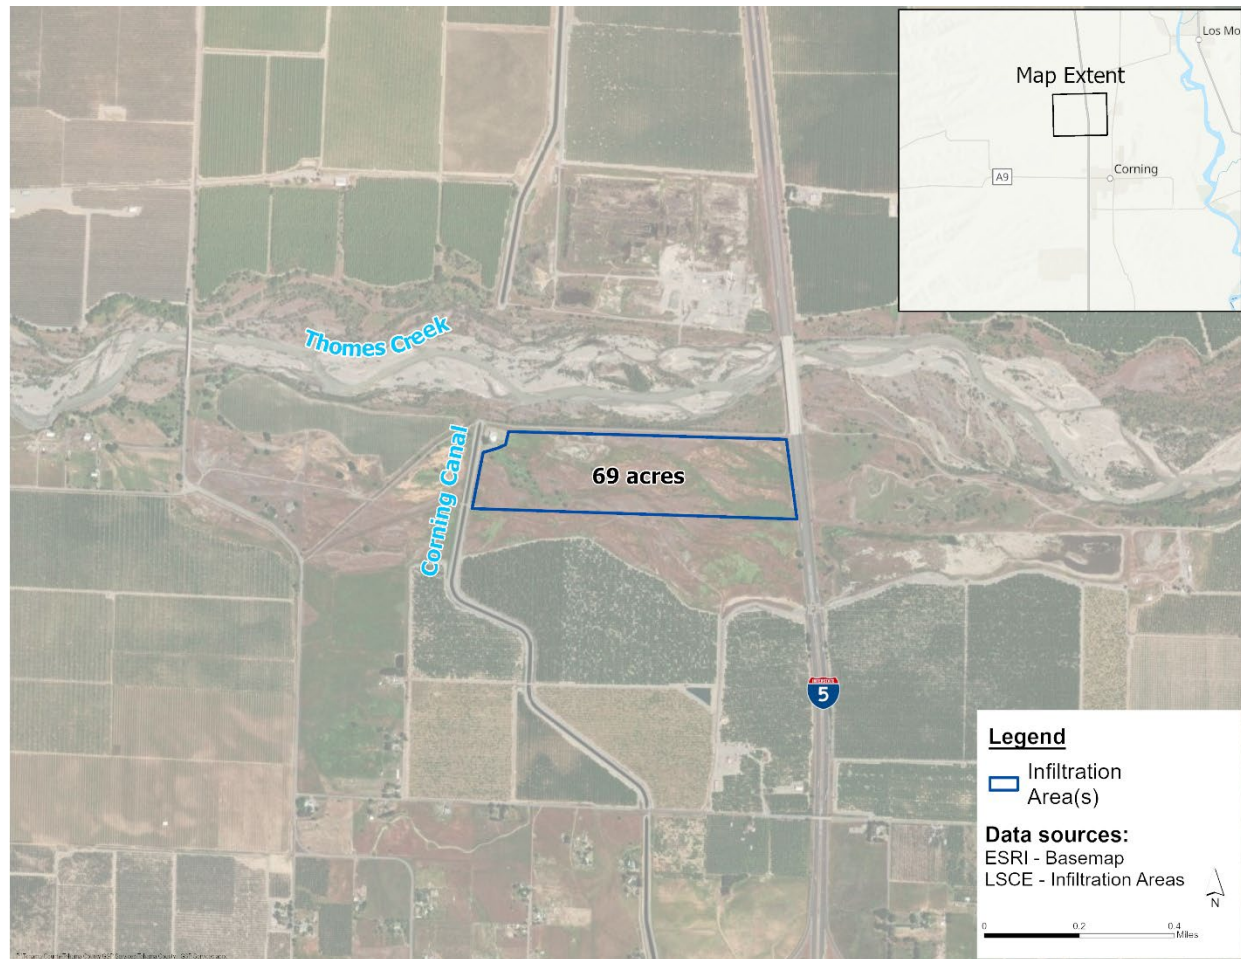 Los Mo
Map Extent
A9
Corning
Thomes Creek
Corning Canal
69 acres
INTERSTATE
5
Legend
Infiltration
Area(s)
Data sources:
ESRI - Basemap
LSCE - Infiltration Areas
N
0 0.2 0.4
Miles